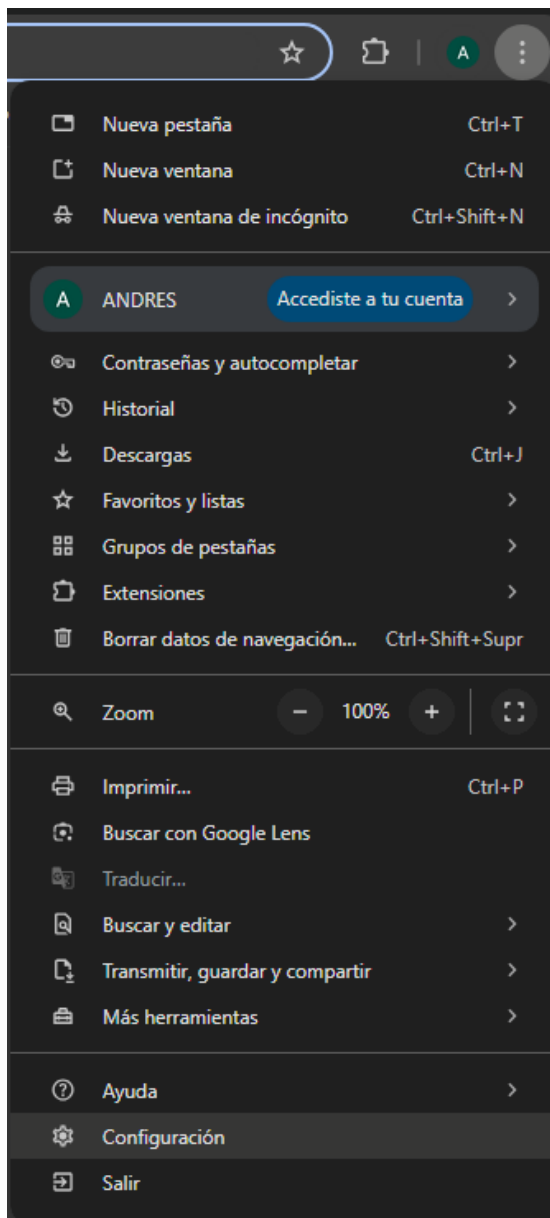 A
Nueva pestaña Ctrl+T
Nueva ventana Ctrl+N
Nueva ventana de incógnito Ctrl+Shift+N
A ANDRES Accediste a tu cuenta
Contraseñas y autocompletar
Historial
Descargas Ctrl+J
Favoritos y listas
Grupos de pestañas
Extensiones
Borrar datos de navegación... Ctrl+Shift+Supr
Zoom − 100% +
Imprimir... Ctrl+P
Buscar con Google Lens
Traducir...
Buscar y editar
Transmitir, guardar y compartir
Más herramientas
Ayuda
Configuración
Salir